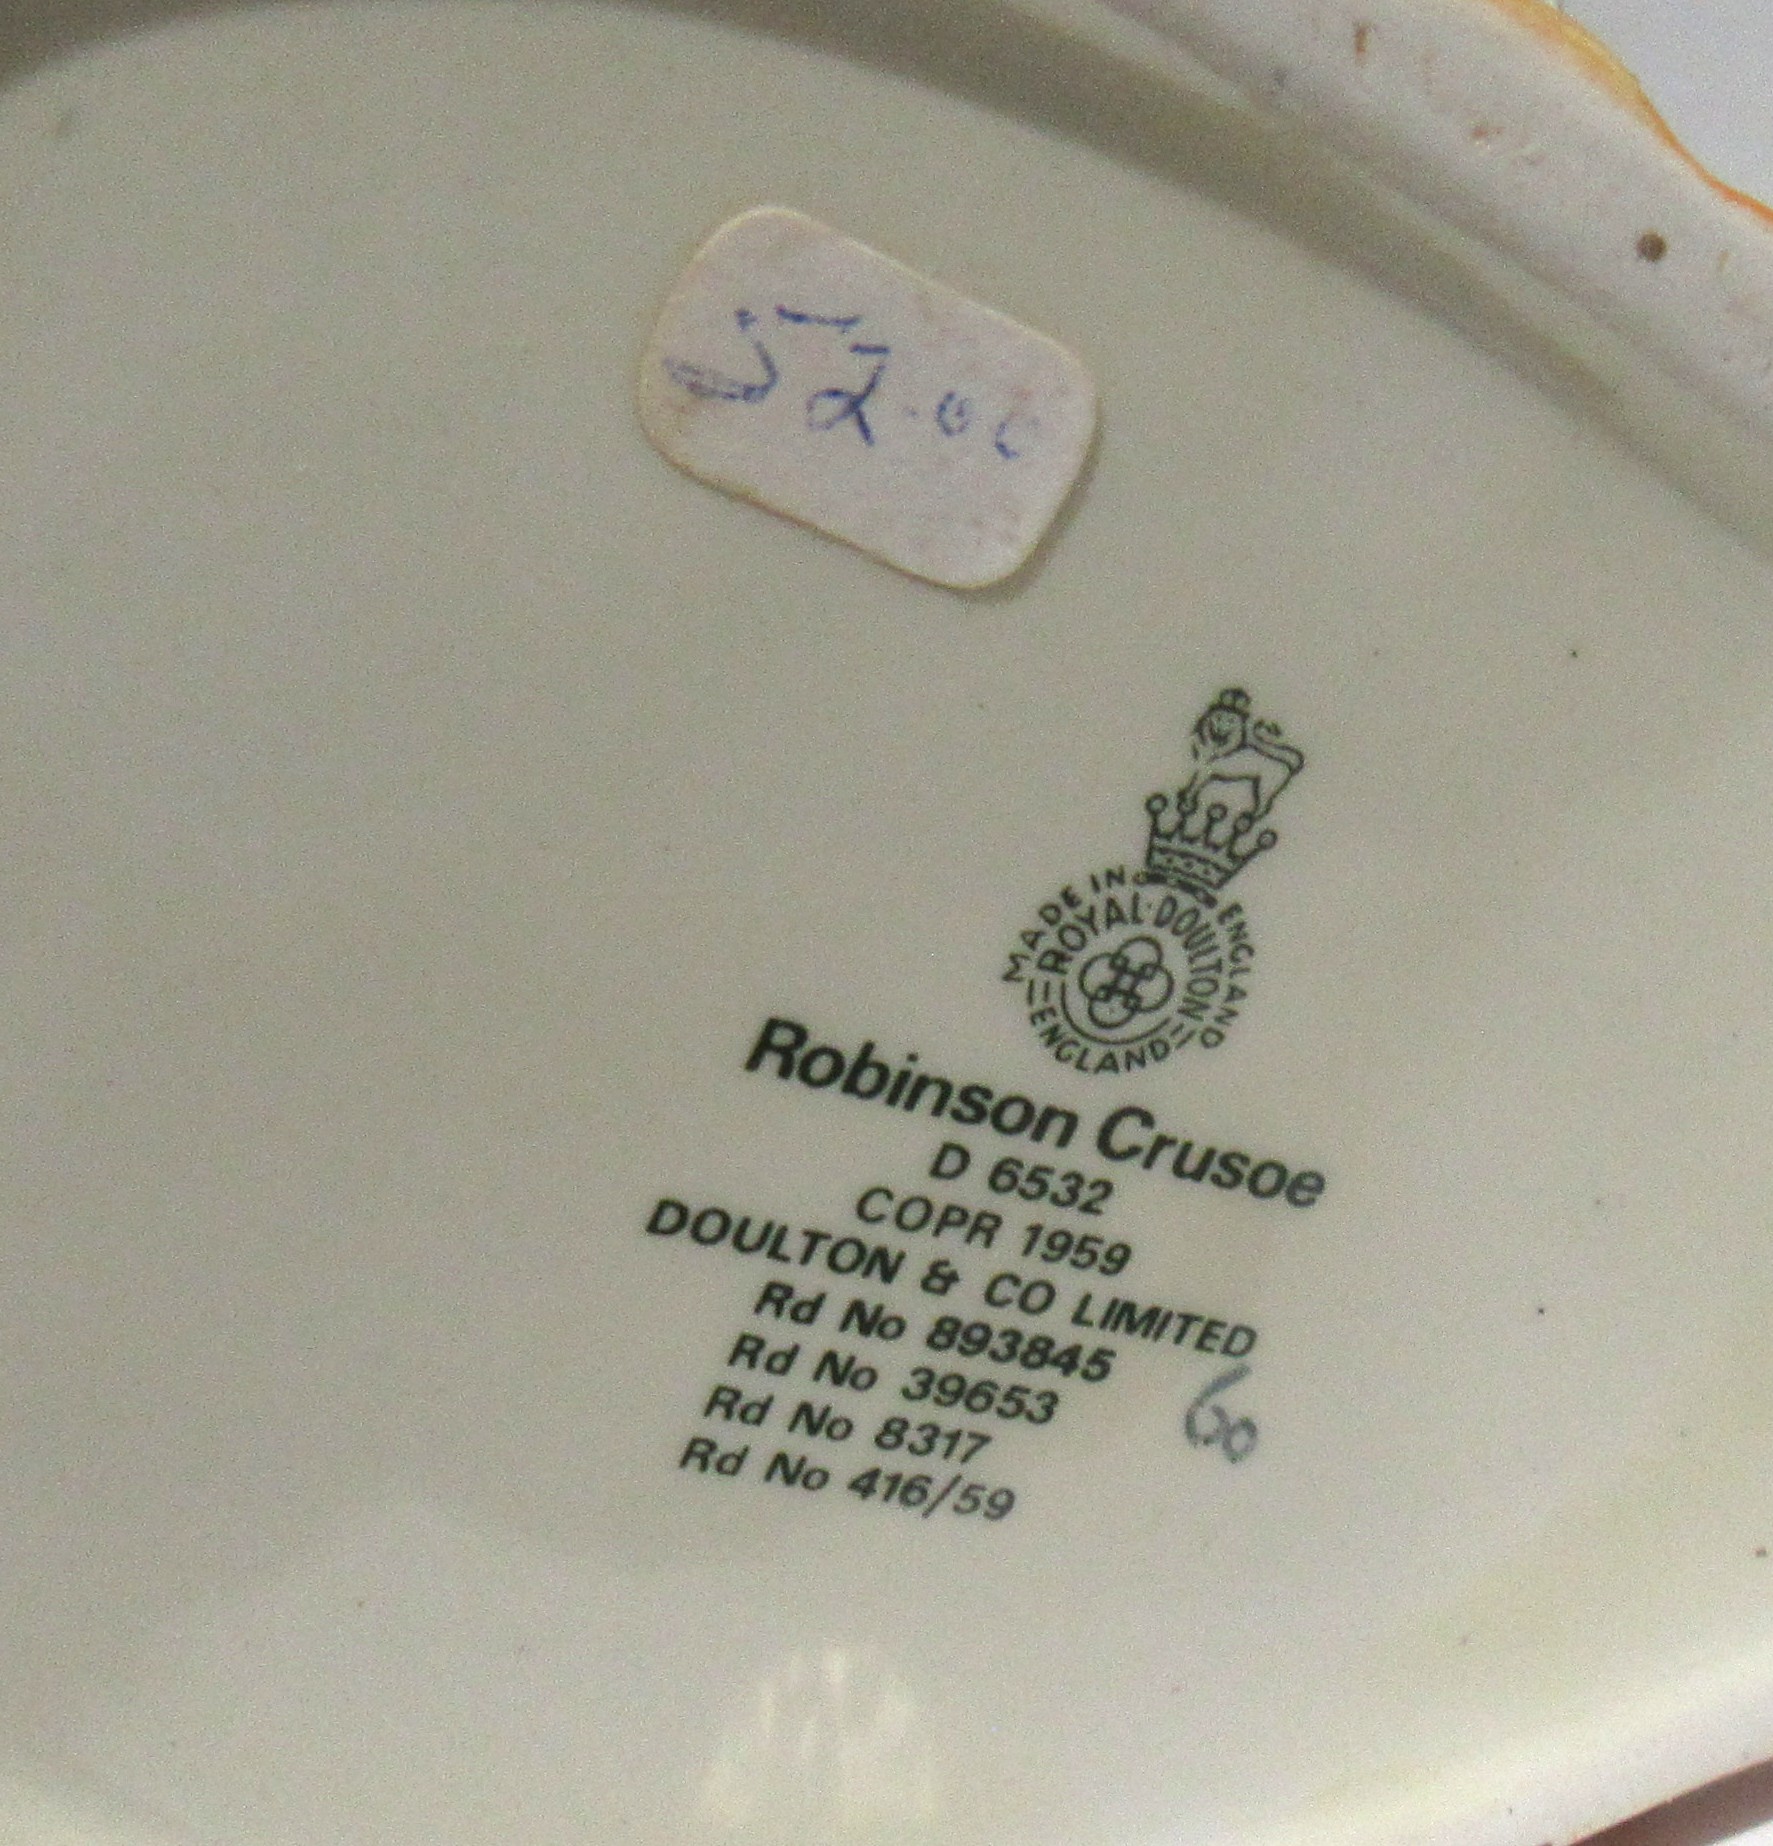 52.00
MADE IN ENGLAND
ROYAL·DOULTON
ENGLAND
Robinson Crusoe
D 6532
COPR 1959
DOULTON & CO LIMITED
Rd No 893845
Rd No 39653
Rd No 8317
Rd No 416/59
60